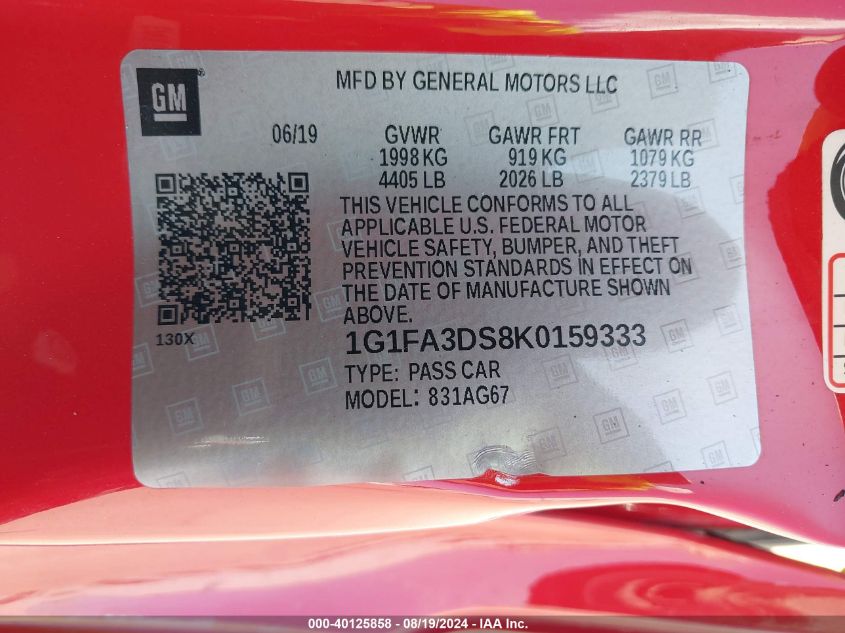 GM
MFD BY GENERAL MOTORS LLC
06/19 GVWR GAWR FRT GAWR RR
1998 KG 919 KG 1079 KG
4405 LB 2026 LB 2379 LB
THIS VEHICLE CONFORMS TO ALL
APPLICABLE U.S. FEDERAL MOTOR
VEHICLE SAFETY, BUMPER, AND THEFT
PREVENTION STANDARDS IN EFFECT ON
THE DATE OF MANUFACTURE SHOWN
ABOVE.
130X
1G1FA3DS8K0159333
TYPE: PASS CAR
MODEL: 831AG67
000-40125858 - 08/19/2024 - IAA Inc.